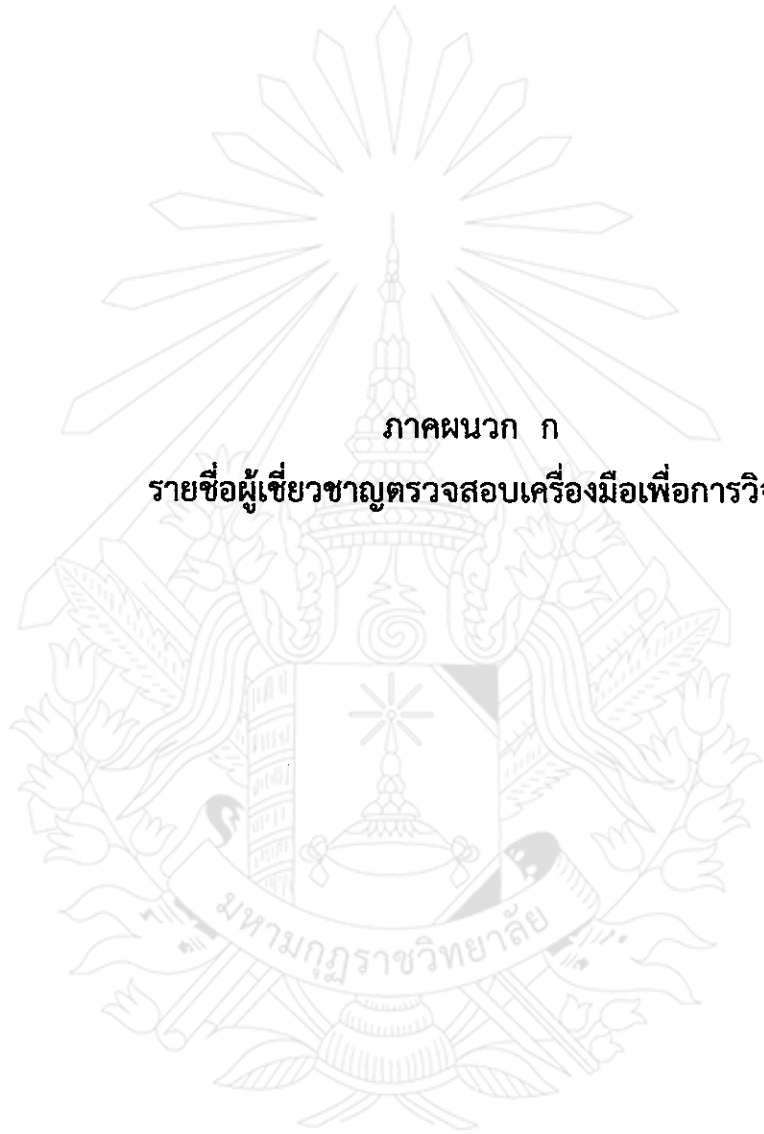 ภาคผนวก ก
รายชื่อผู้เชี่ยวชาญตรวจสอบเครื่องมือเพื่อการวิ
มหามกุฏราชวิทยาลัย